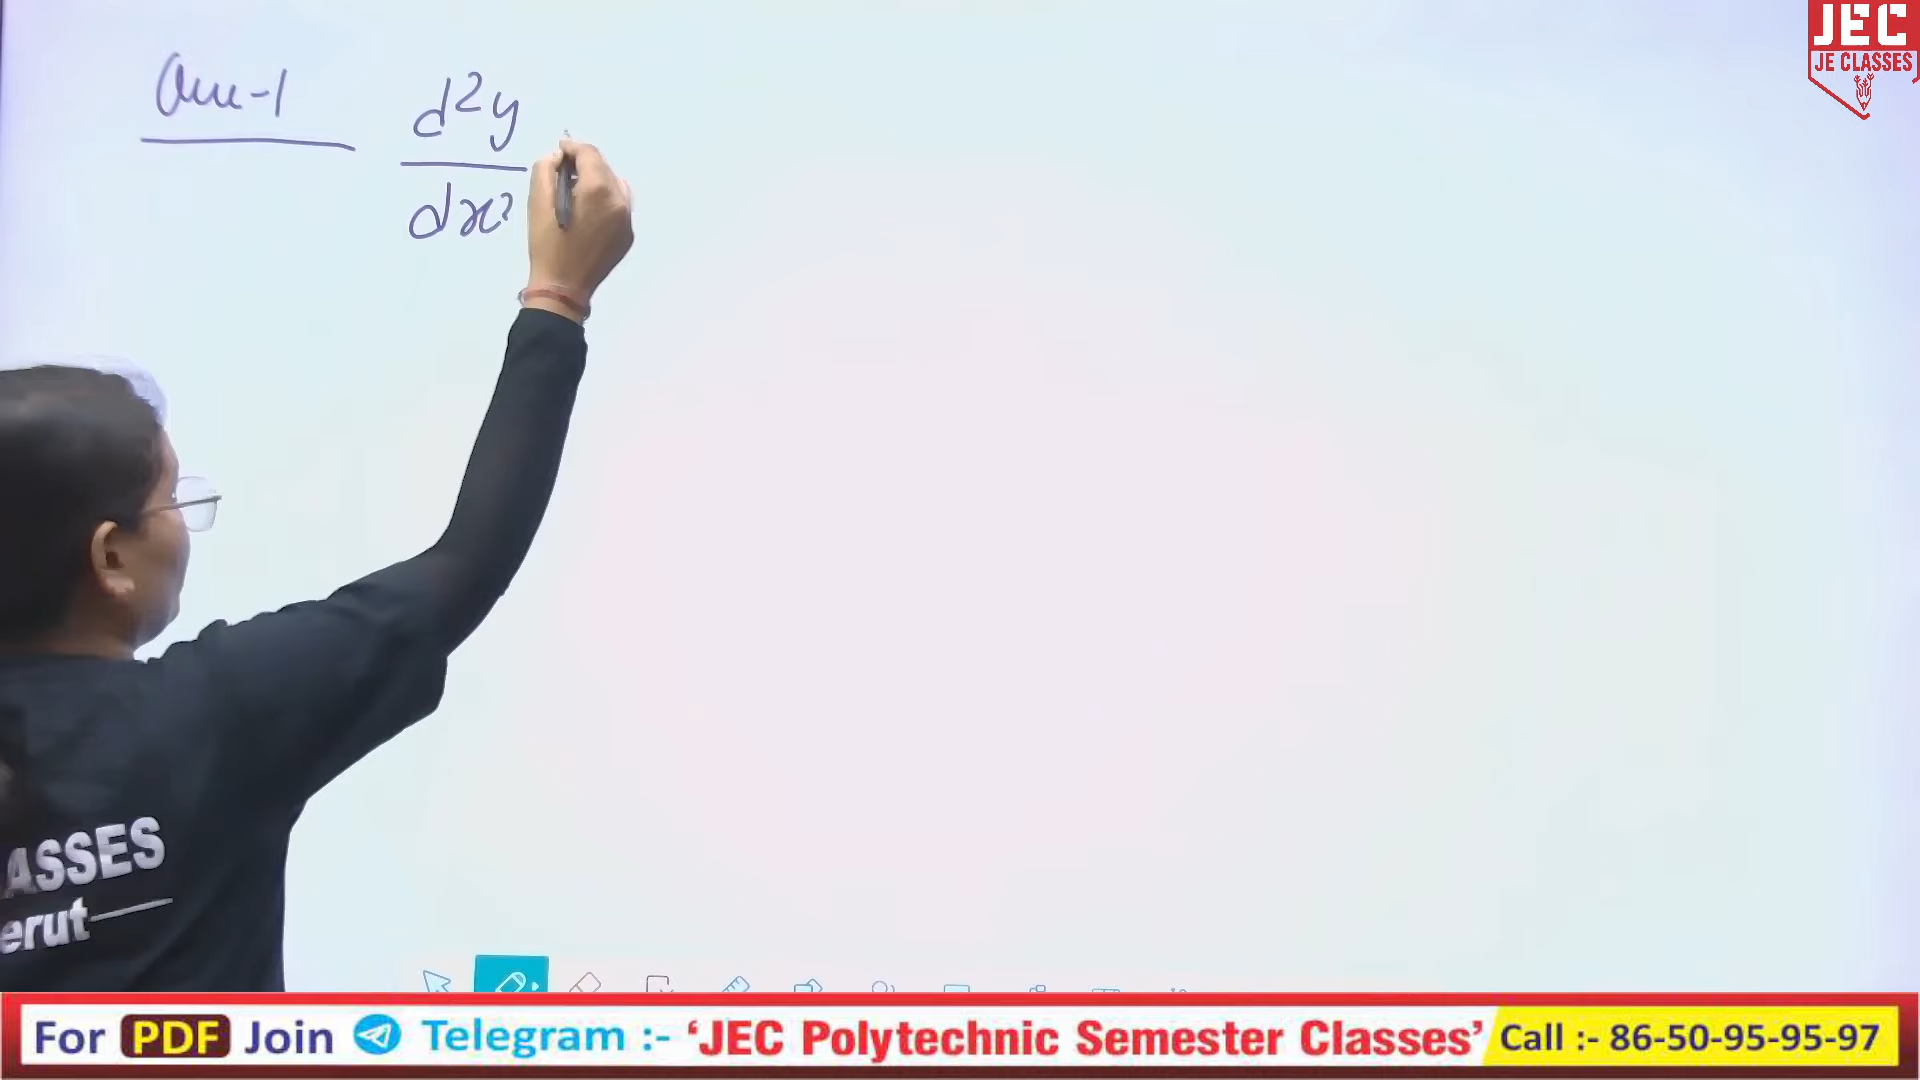 JEC
JE CLASSES
Que-1
d²y
dx²
ASSES
erut
For PDF Join Telegram :- ‘JEC Polytechnic Semester Classes’ Call :- 86-50-95-95-97